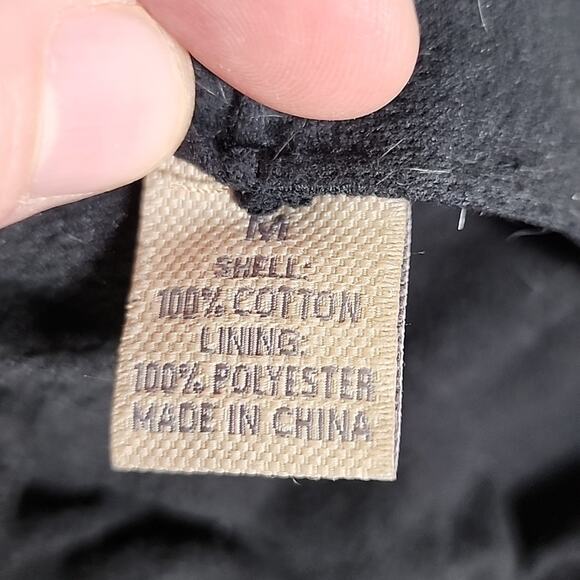 M
SHELL:
100% COTTON
LINING:
100% POLYESTER
MADE IN CHINA